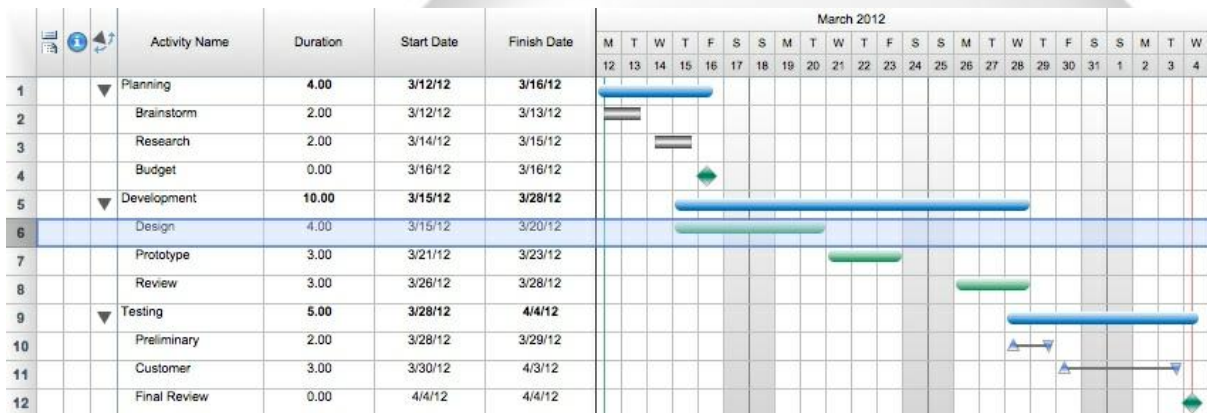 March 2012
Activity Name Duration Start Date Finish Date M T W T F S S M T W T F S S M T W T F S S M T W
12 13 14 15 16 17 18 19 20 21 22 23 24 25 26 27 28 29 30 31 1 2 3 4
1 Planning 4.00 3/12/12 3/16/12
2 Brainstorm 2.00 3/12/12 3/13/12
3 Research 2.00 3/14/12 3/15/12
4 Budget 0.00 3/16/12 3/16/12
5 Development 10.00 3/15/12 3/28/12
6 Design 4.00 3/15/12 3/20/12
7 Prototype 3.00 3/21/12 3/23/12
8 Review 3.00 3/26/12 3/28/12
9 Testing 5.00 3/28/12 4/4/12
10 Preliminary 2.00 3/28/12 3/29/12
11 Customer 3.00 3/30/12 4/3/12
12 Final Review 0.00 4/4/12 4/4/12